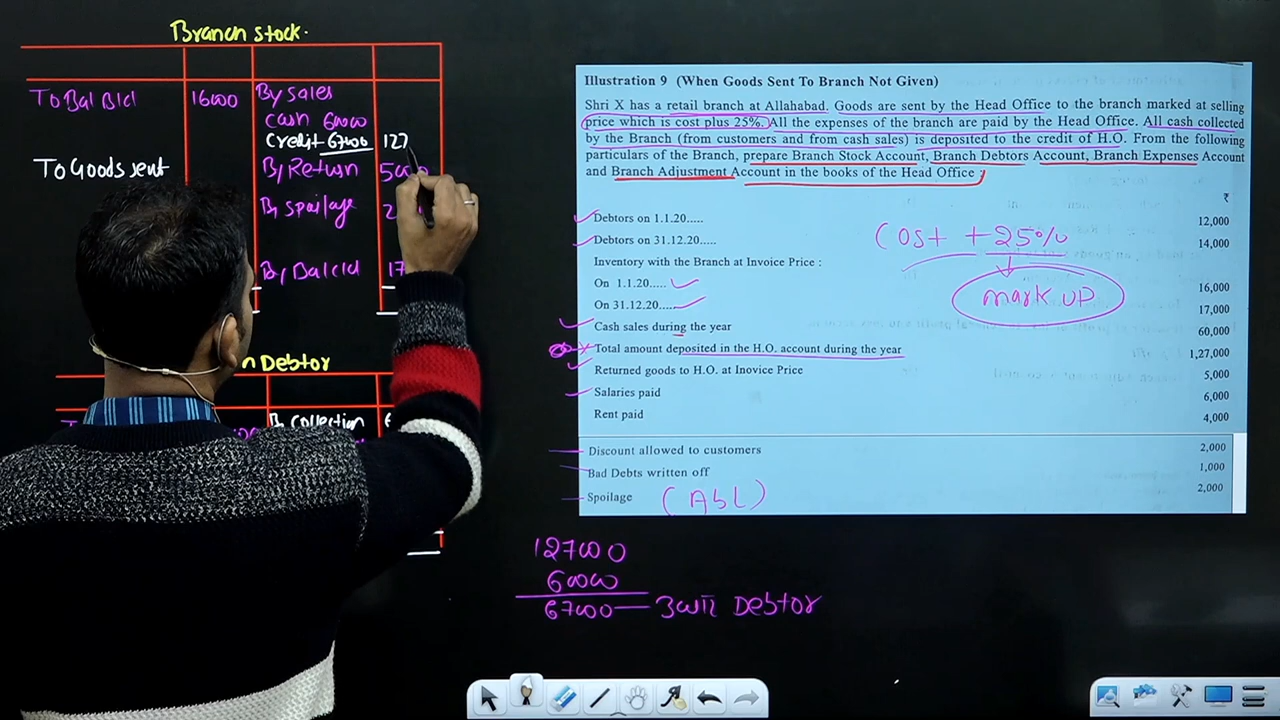 Branch stock.
To Bal B/d 16000 By sales
cash 60000
credit 67000 127
To Goods sent By Return 5000
By Spoilage 2
By Bal c/d 17
n Debtor
By collection 6
Illustration 9 (When Goods Sent To Branch Not Given)
Shri X has a retail branch at Allahabad. Goods are sent by the Head Office to the branch marked at selling
price which is cost plus 25%. All the expenses of the branch are paid by the Head Office. All cash collected
by the Branch (from customers and from cash sales) is deposited to the credit of H.O. From the following
particulars of the Branch, prepare Branch Stock Account, Branch Debtors Account, Branch Expenses Account
and Branch Adjustment Account in the books of the Head Office :
₹
Debtors on 1.1.20..... 12,000
Debtors on 31.12.20..... 14,000
Inventory with the Branch at Invoice Price :
On 1.1.20..... 16,000
On 31.12.20..... 17,000
Cash sales during the year 60,000
Total amount deposited in the H.O. account during the year 1,27,000
Returned goods to H.O. at Inovice Price 5,000
Salaries paid 6,000
Rent paid 4,000
Discount allowed to customers 2,000
Bad Debts written off 1,000
Spoilage (AbL) 2,000
Cost + 25%
mark UP
127000
60000
67000 — Debtor